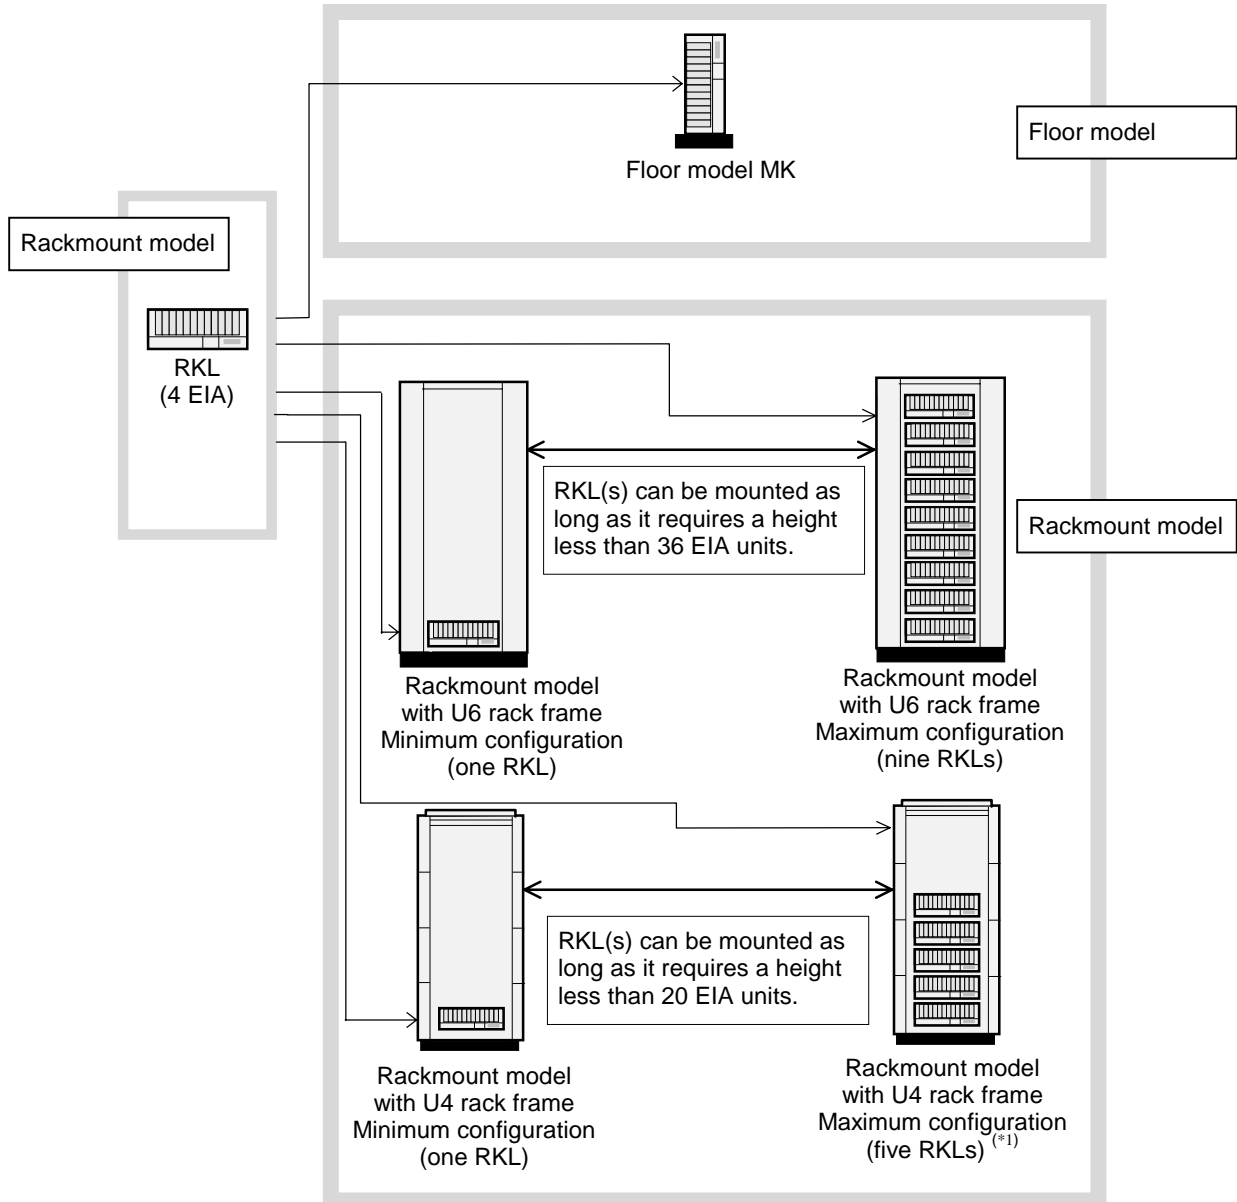 Floor model MK
Floor model
Rackmount model
RKL
(4 EIA)
RKL(s) can be mounted as
long as it requires a height
less than 36 EIA units.
Rackmount model
Rackmount model
with U6 rack frame
Minimum configuration
(one RKL)
Rackmount model
with U6 rack frame
Maximum configuration
(nine RKLs)
RKL(s) can be mounted as
long as it requires a height
less than 20 EIA units.
Rackmount model
with U4 rack frame
Minimum configuration
(one RKL)
Rackmount model
with U4 rack frame
Maximum configuration
(five RKLs) (*1)